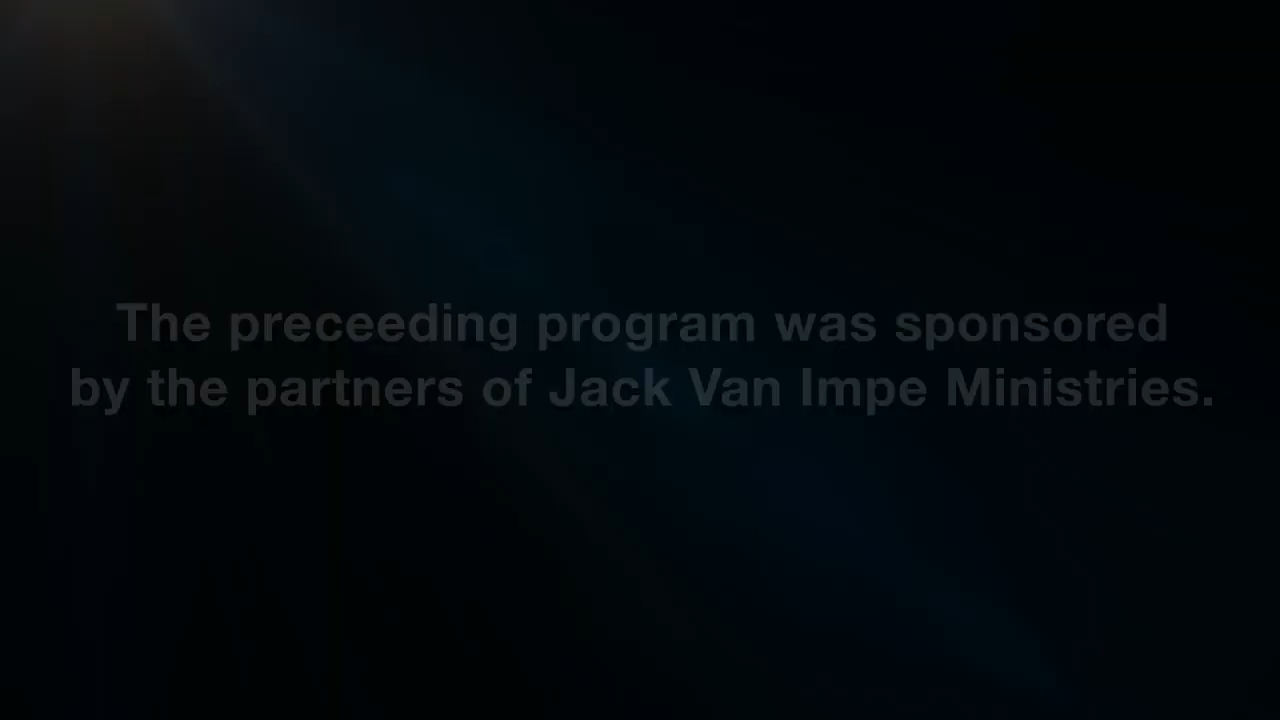 The preceeding program was sponsored
by the partners of Jack Van Impe Ministries.